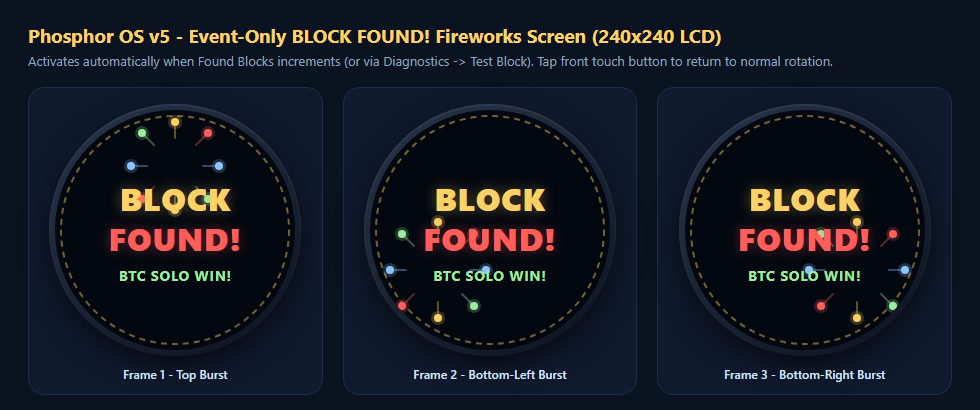 Phosphor OS v5 - Event-Only BLOCK FOUND! Fireworks Screen (240x240 LCD)
Activates automatically when Found Blocks increments (or via Diagnostics -> Test Block). Tap front touch button to return to normal rotation.
BLOCK
FOUND!
BTC SOLO WIN!
Frame 1 - Top Burst
BLOCK
FOUND!
BTC SOLO WIN!
Frame 2 - Bottom-Left Burst
BLOCK
FOUND!
BTC SOLO WIN!
Frame 3 - Bottom-Right Burst